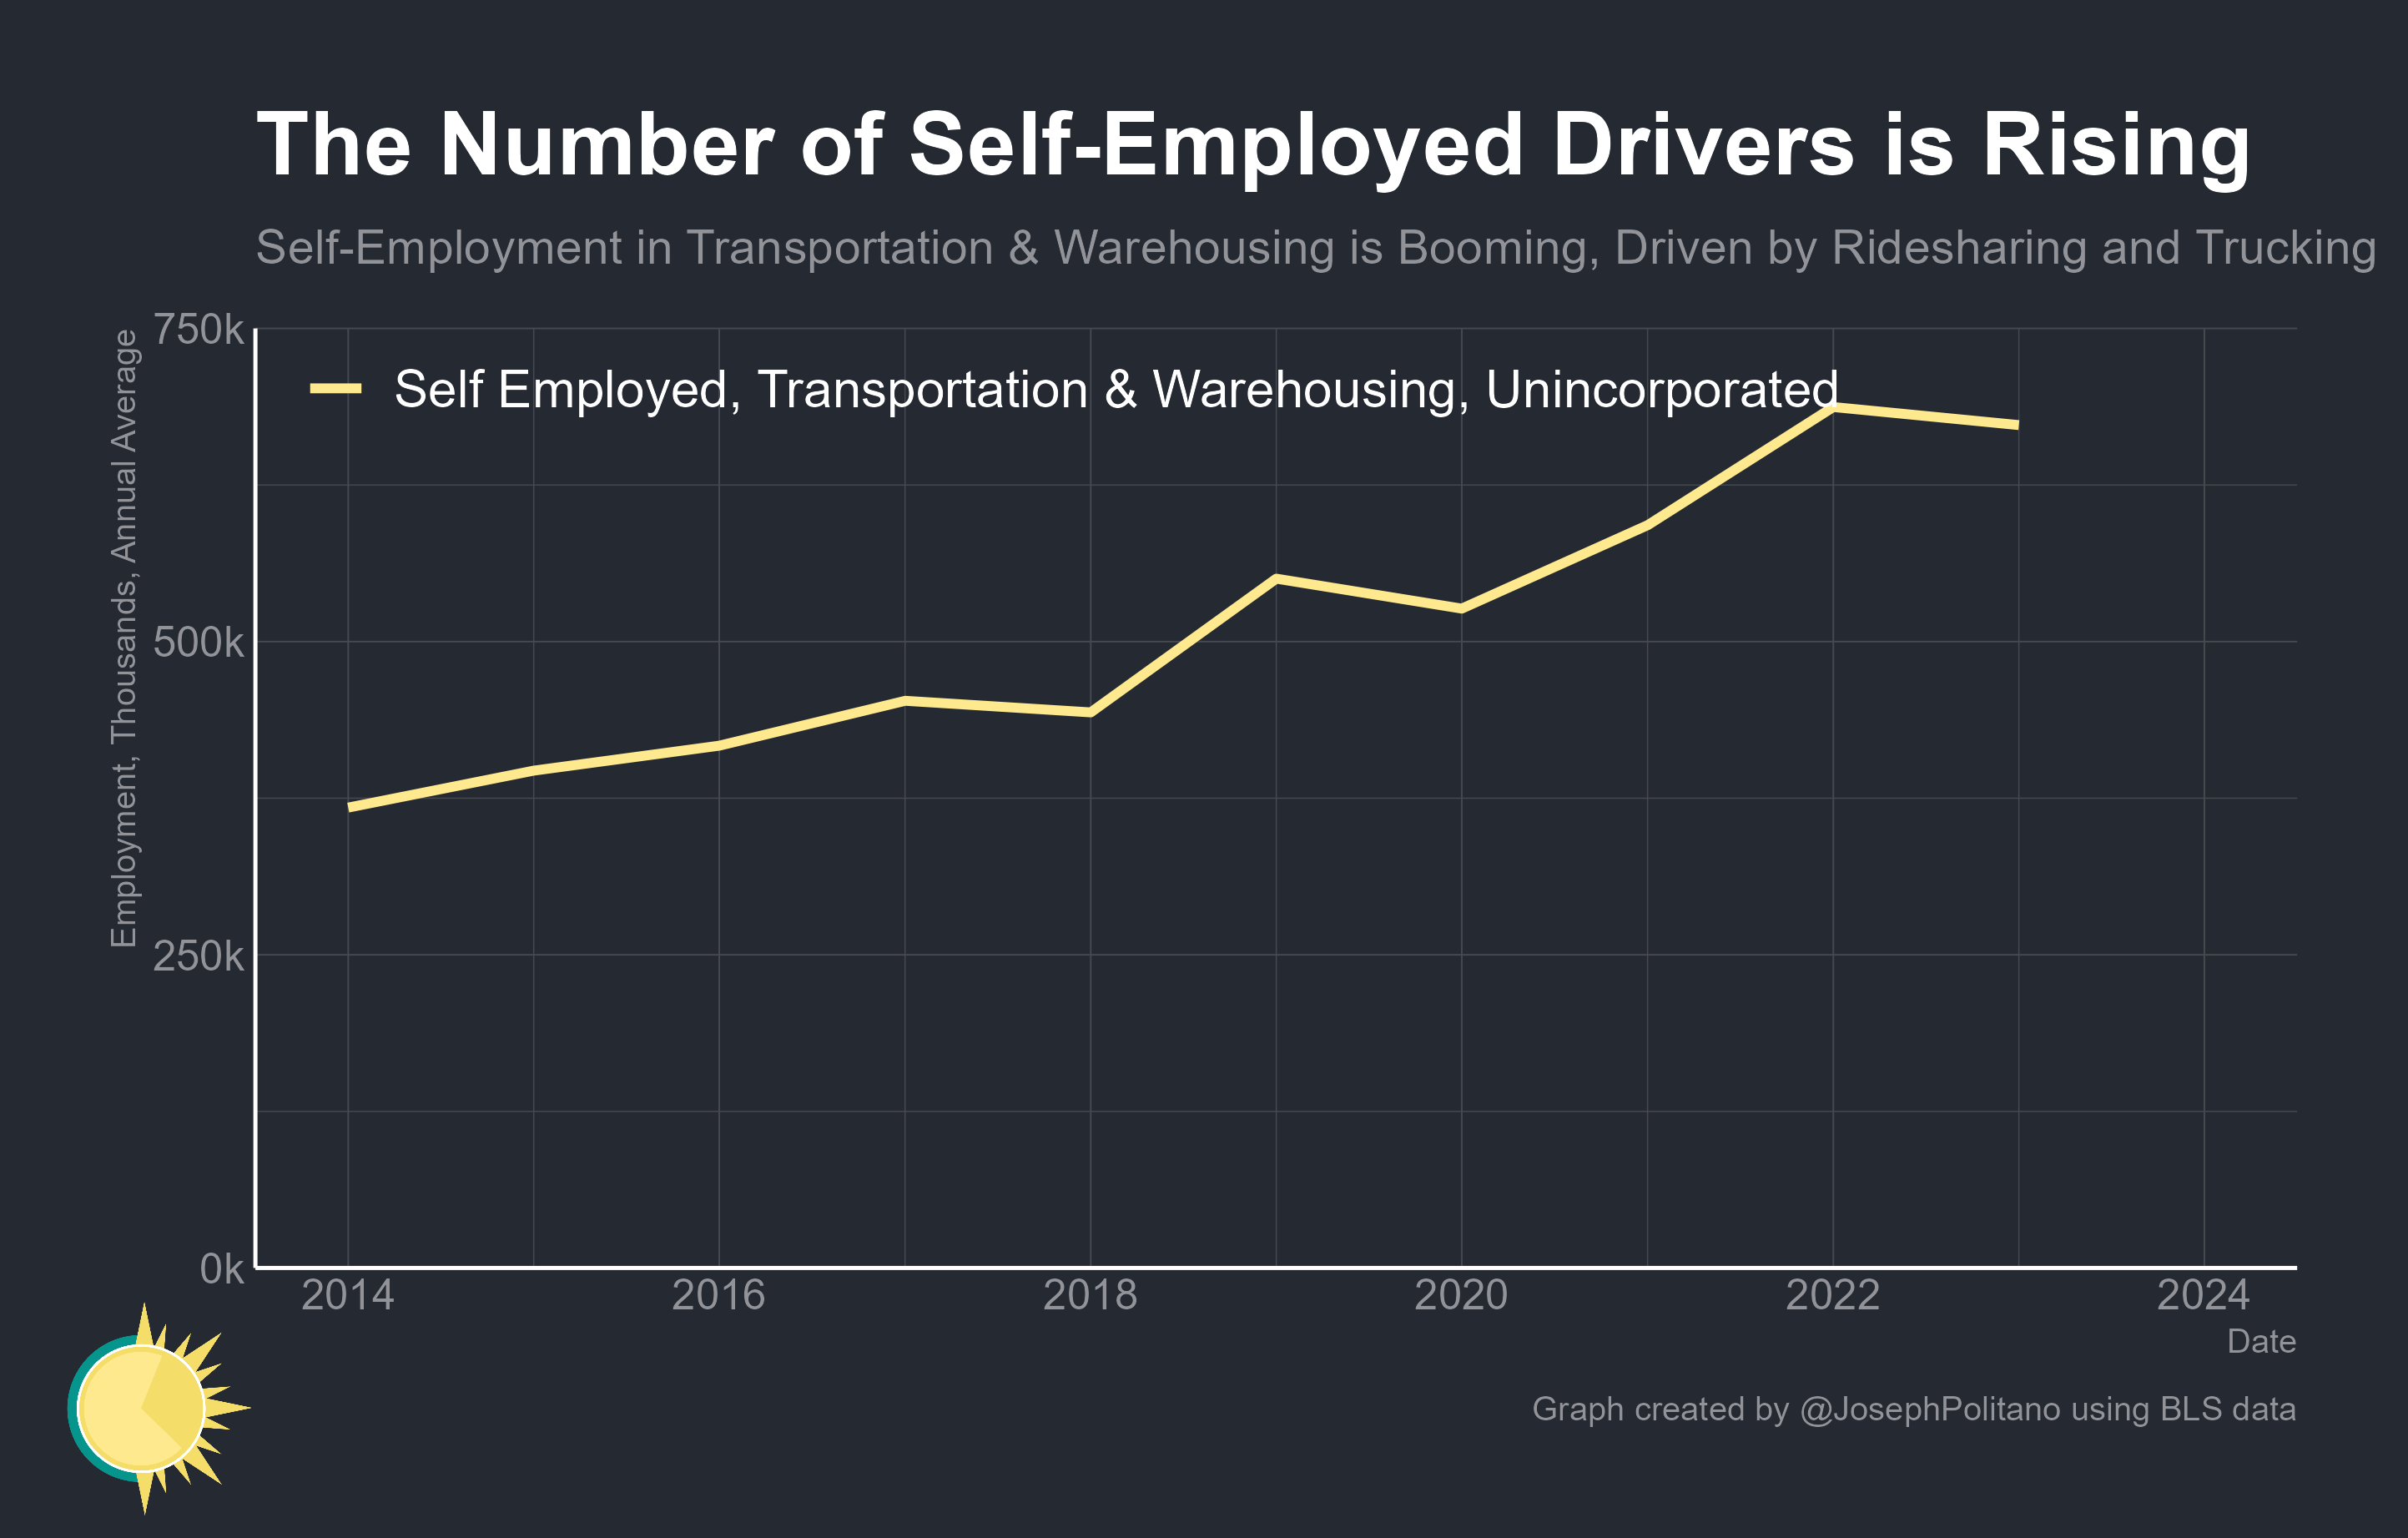 The Number of Self-Employed Drivers is Rising
Self-Employment in Transportation & Warehousing is Booming, Driven by Ridesharing and Trucking
Employment, Thousands, Annual Average
750k
500k
250k
0k
Self Employed, Transportation & Warehousing, Unincorporated
2014
2016
2018
2020
2022
2024
Date
Graph created by @JosephPolitano using BLS data